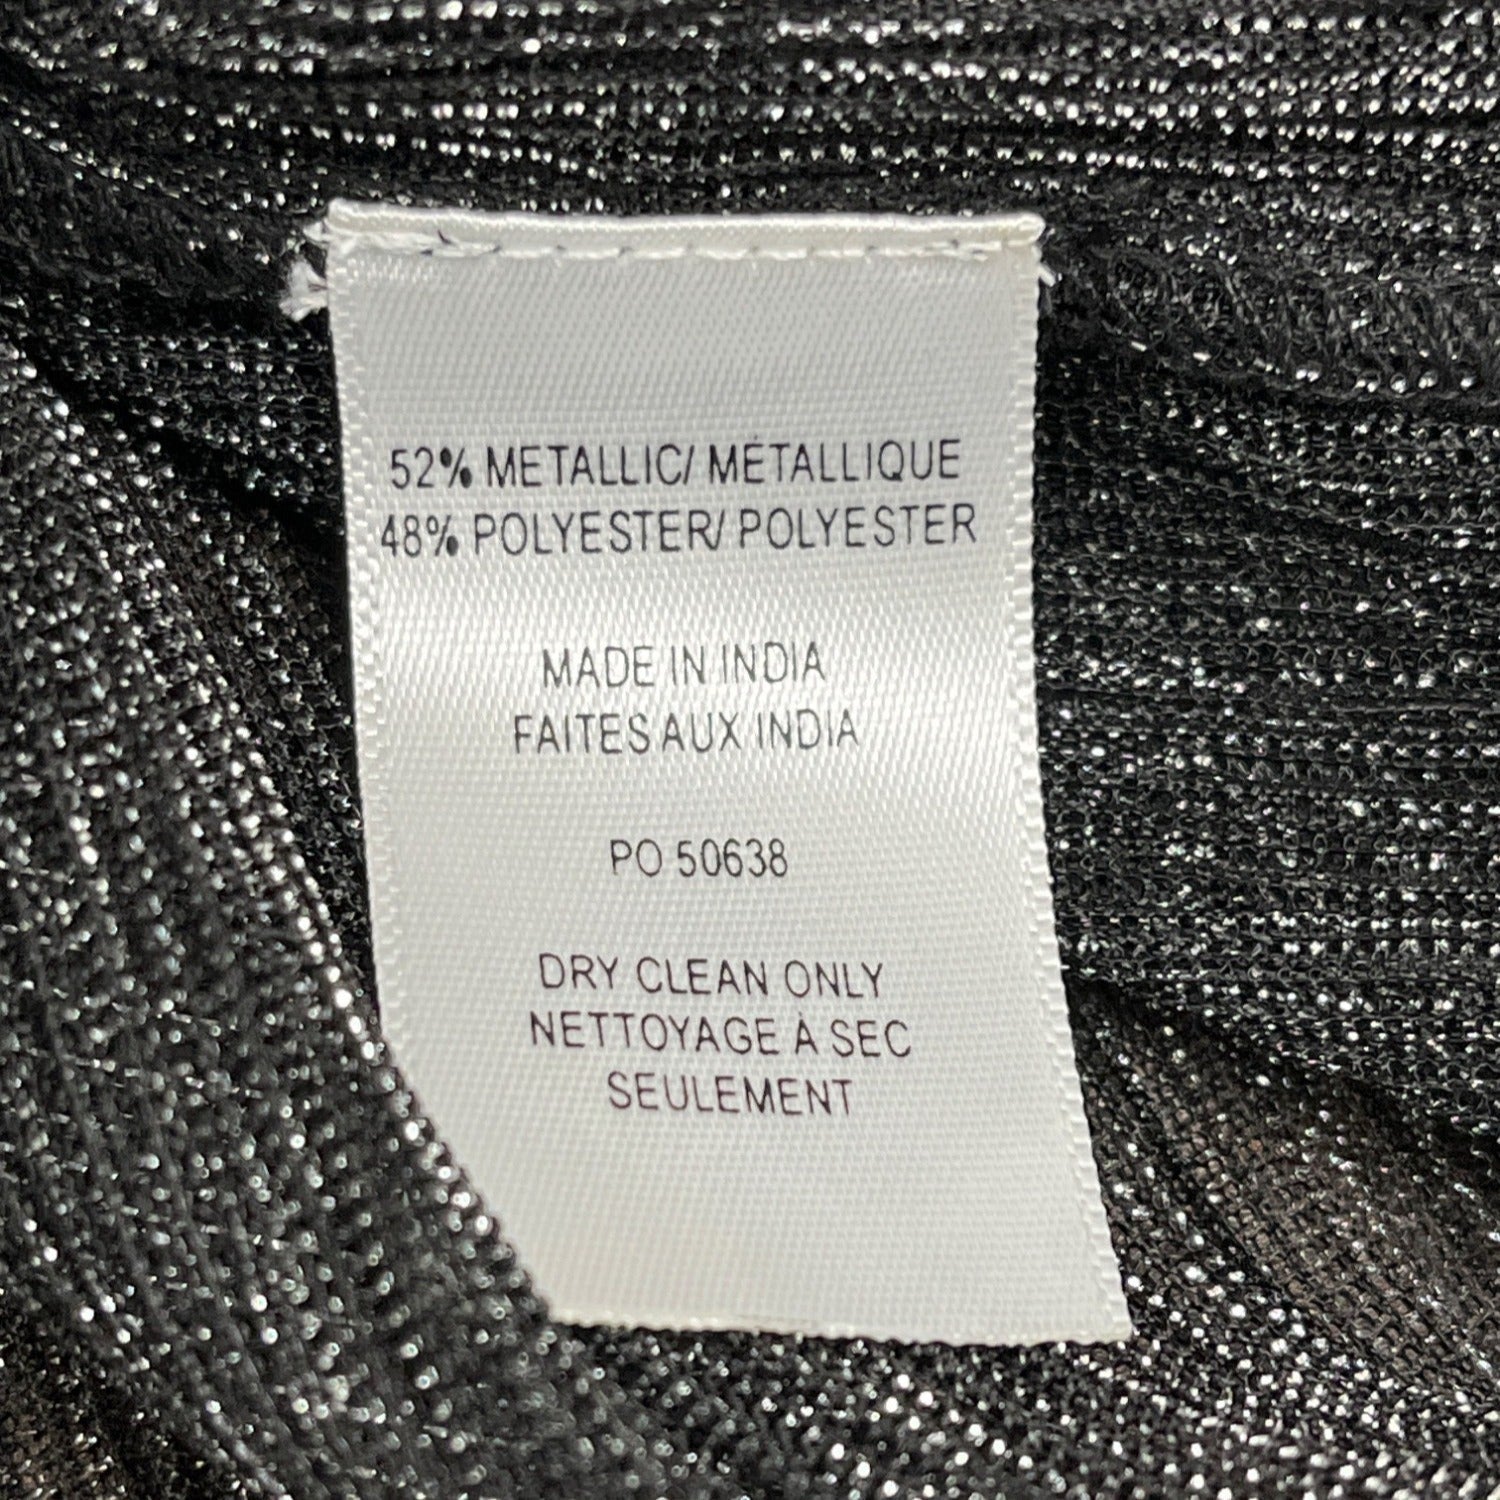 52% METALLIC/ MÉTALLIQUE
48% POLYESTER/ POLYESTER
MADE IN INDIA
FAITES AUX INDIA
PO 50638
DRY CLEAN ONLY
NETTOYAGE À SEC
SEULEMENT